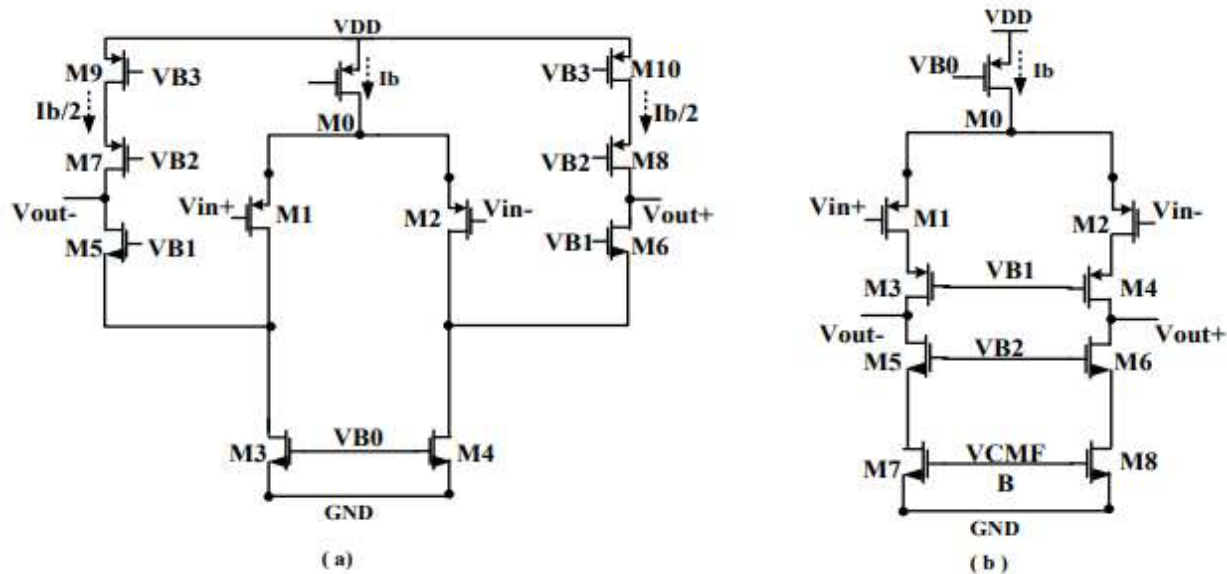 VDD
M9 VB3
Ib
VB3 M10
Ib/2
Ib/2
M0
M7 VB2
VB2 M8
Vout-
Vin+ M1
M2 Vin-
Vout+
M5 VB1
VB1 M6
M3 VB0 M4
GND
( a)
VDD
VB0
Ib
M0
Vin+ M1
M2 Vin-
M3 VB1 M4
Vout- Vout+
M5 VB2 M6
M7 VCMF M8
B
GND
( b )